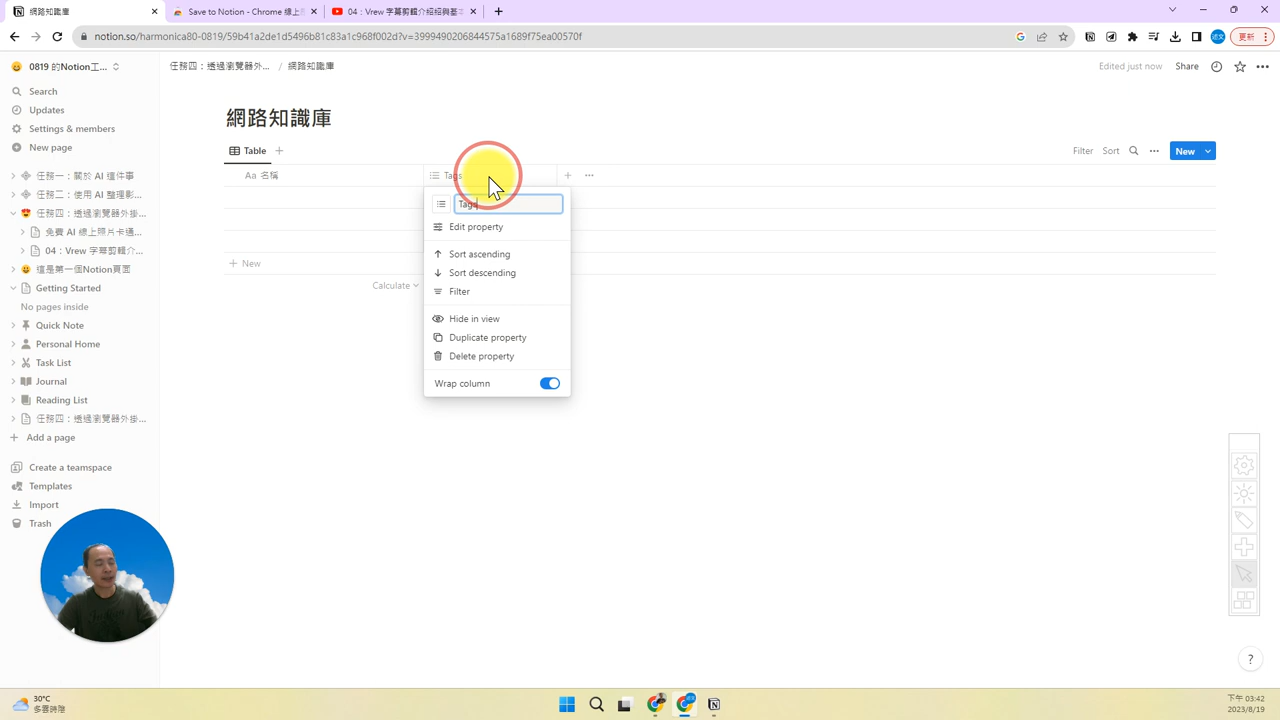 網路知識庫
Save to Notion - Chrome 線上
04：Vrew 字幕剪輯介紹與基本
notion.so/harmonica80-0819/59b41a2de1d5496b81c83a1c968f002d?v=3999490206844575a1689f75ea00570f
更新
0819 的Notion工...
Search
Updates
Settings & members
New page
任務一：關於 AI 這件事
任務二：使用 AI 整理影...
任務四：透過瀏覽器外掛...
免費 AI 線上照片卡通...
04：Vrew 字幕剪輯介...
這是第一個Notion頁面
Getting Started
No pages inside
Quick Note
Personal Home
Task List
Journal
Reading List
任務四：透過瀏覽器外掛...
Add a page
Create a teamspace
Templates
Import
Trash
任務四：透過瀏覽器外... / 網路知識庫
Edited just now
Share
網路知識庫
Table
Filter
Sort
New
Aa 名稱
Tags
Tags
Edit property
Sort ascending
Sort descending
Filter
Hide in view
Duplicate property
Delete property
Wrap column
New
Calculate
?
30°C
多雲時陰
下午 03:42
2023/8/19